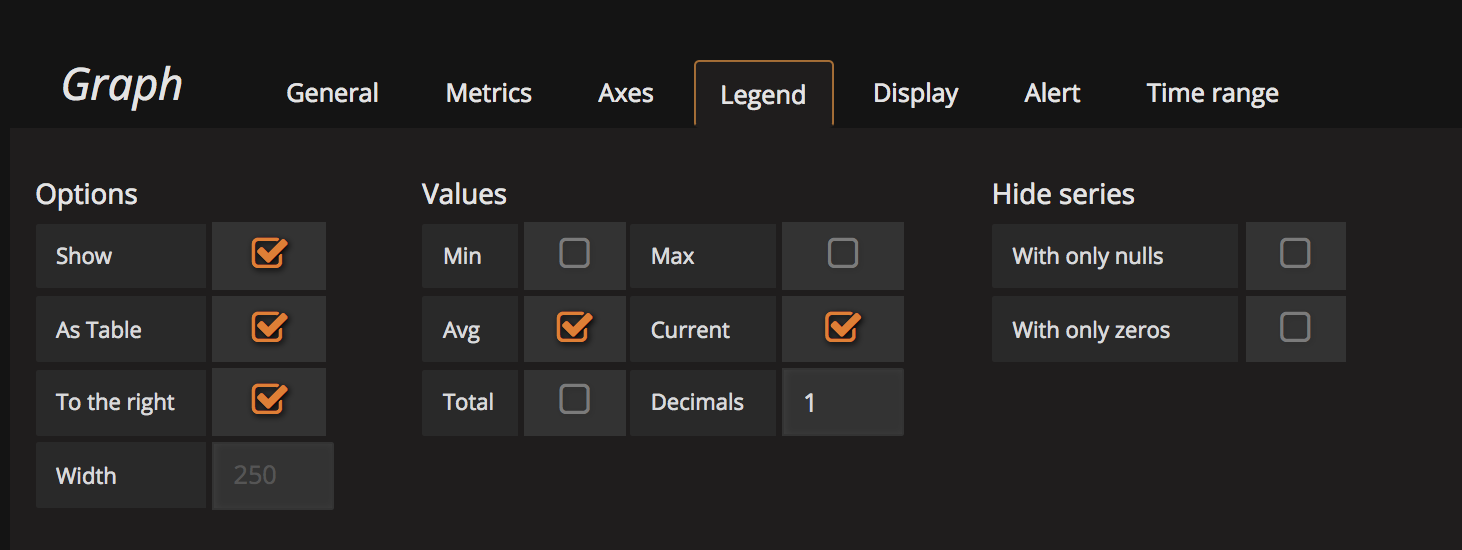 Graph General Metrics Axes Legend Display Alert Time range
Options Values Hide series
Show Min Max With only nulls
As Table Avg Current With only zeros
To the right Total Decimals 1
Width 250